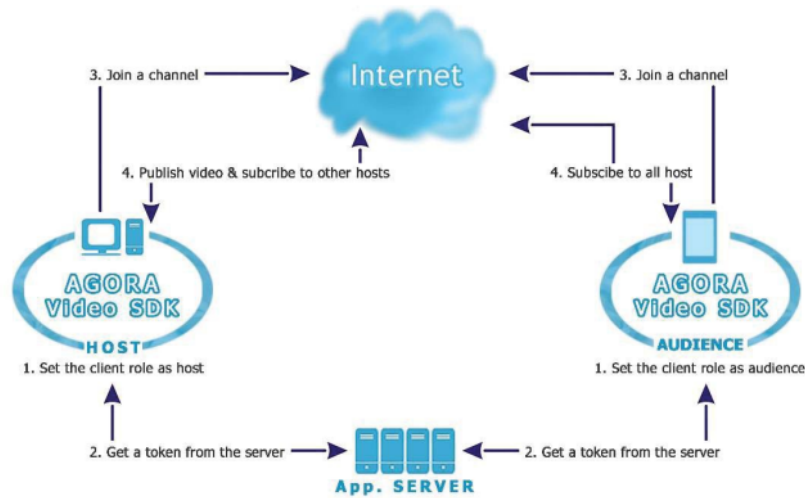 3. Join a channel
Internet
3. Join a channel
4. Publish video & subcribe to other hosts
4. Subscibe to all host
AGORA
Video SDK
HOST
1. Set the client role as host
AGORA
Video SDK
AUDIENCE
1. Set the client role as audience
2. Get a token from the server
2. Get a token from the server
App. SERVER